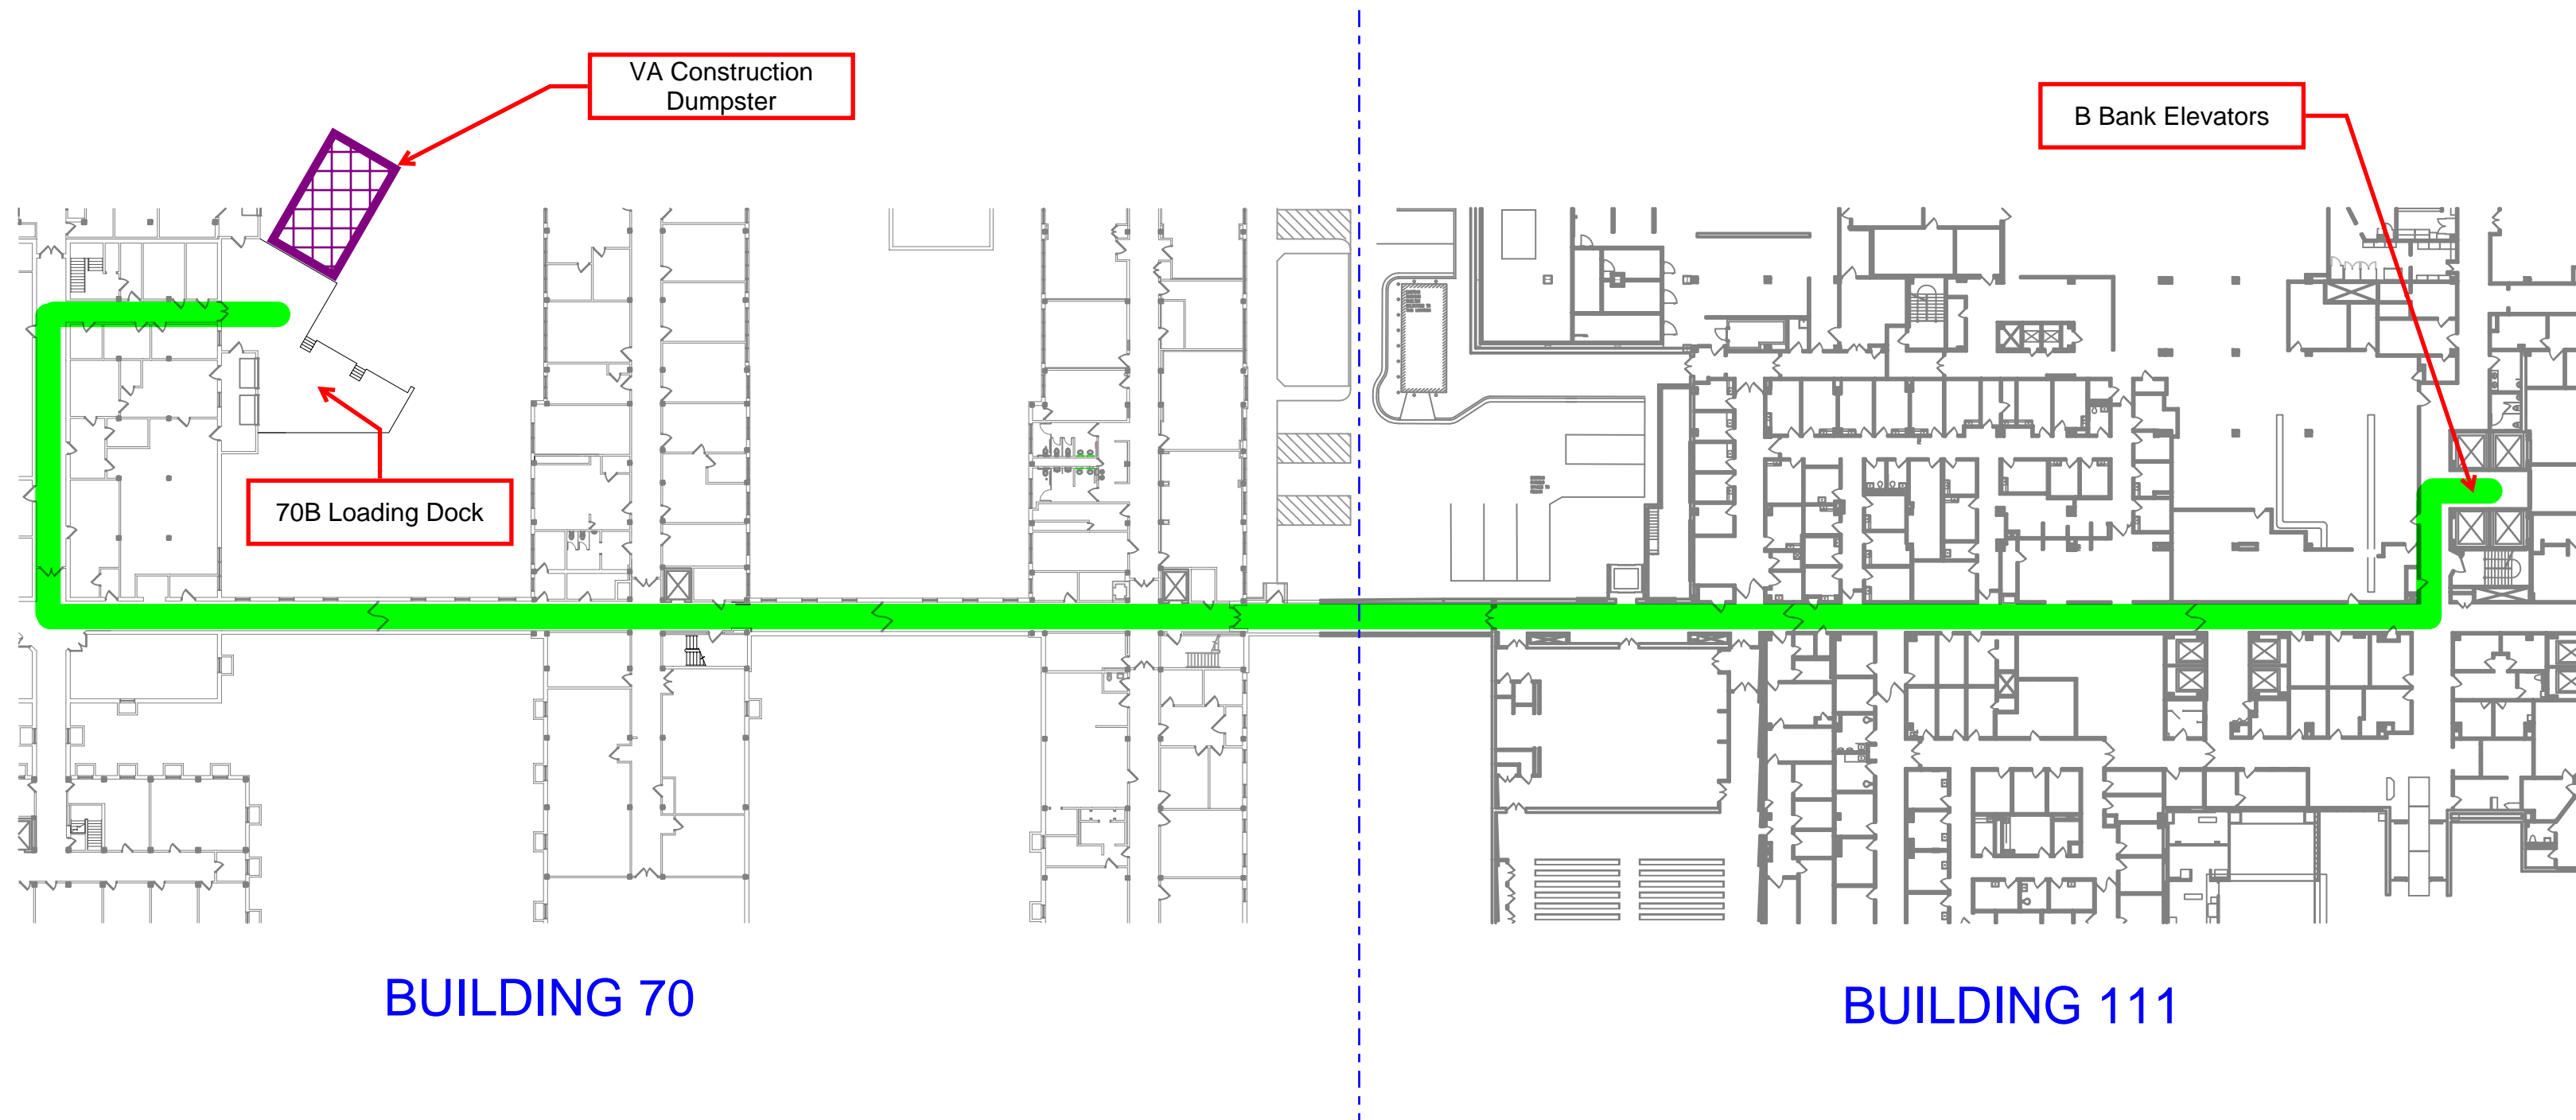 VA Construction
Dumpster
B Bank Elevators
70B Loading Dock
BUILDING 70
BUILDING 111